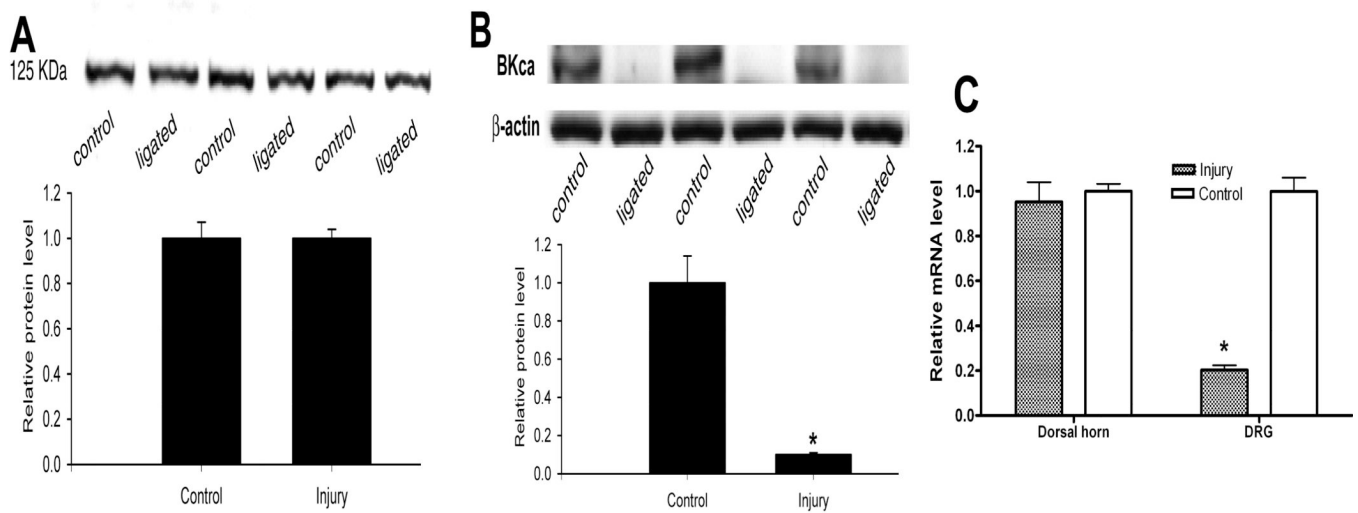 A
125 KDa
control ligated control ligated control ligated
Relative protein level
1.2
1.0
0.8
0.6
0.4
0.2
0.0
Control Injury
B
BKca
β-actin
control ligated control ligated control ligated
Relative protein level
1.2
1.0
0.8
0.6
0.4
0.2
0.0
*
Control Injury
C
Relative mRNA level
1.2
1.0
0.8
0.6
0.4
0.2
0.0
Injury
Control
*
Dorsal horn DRG